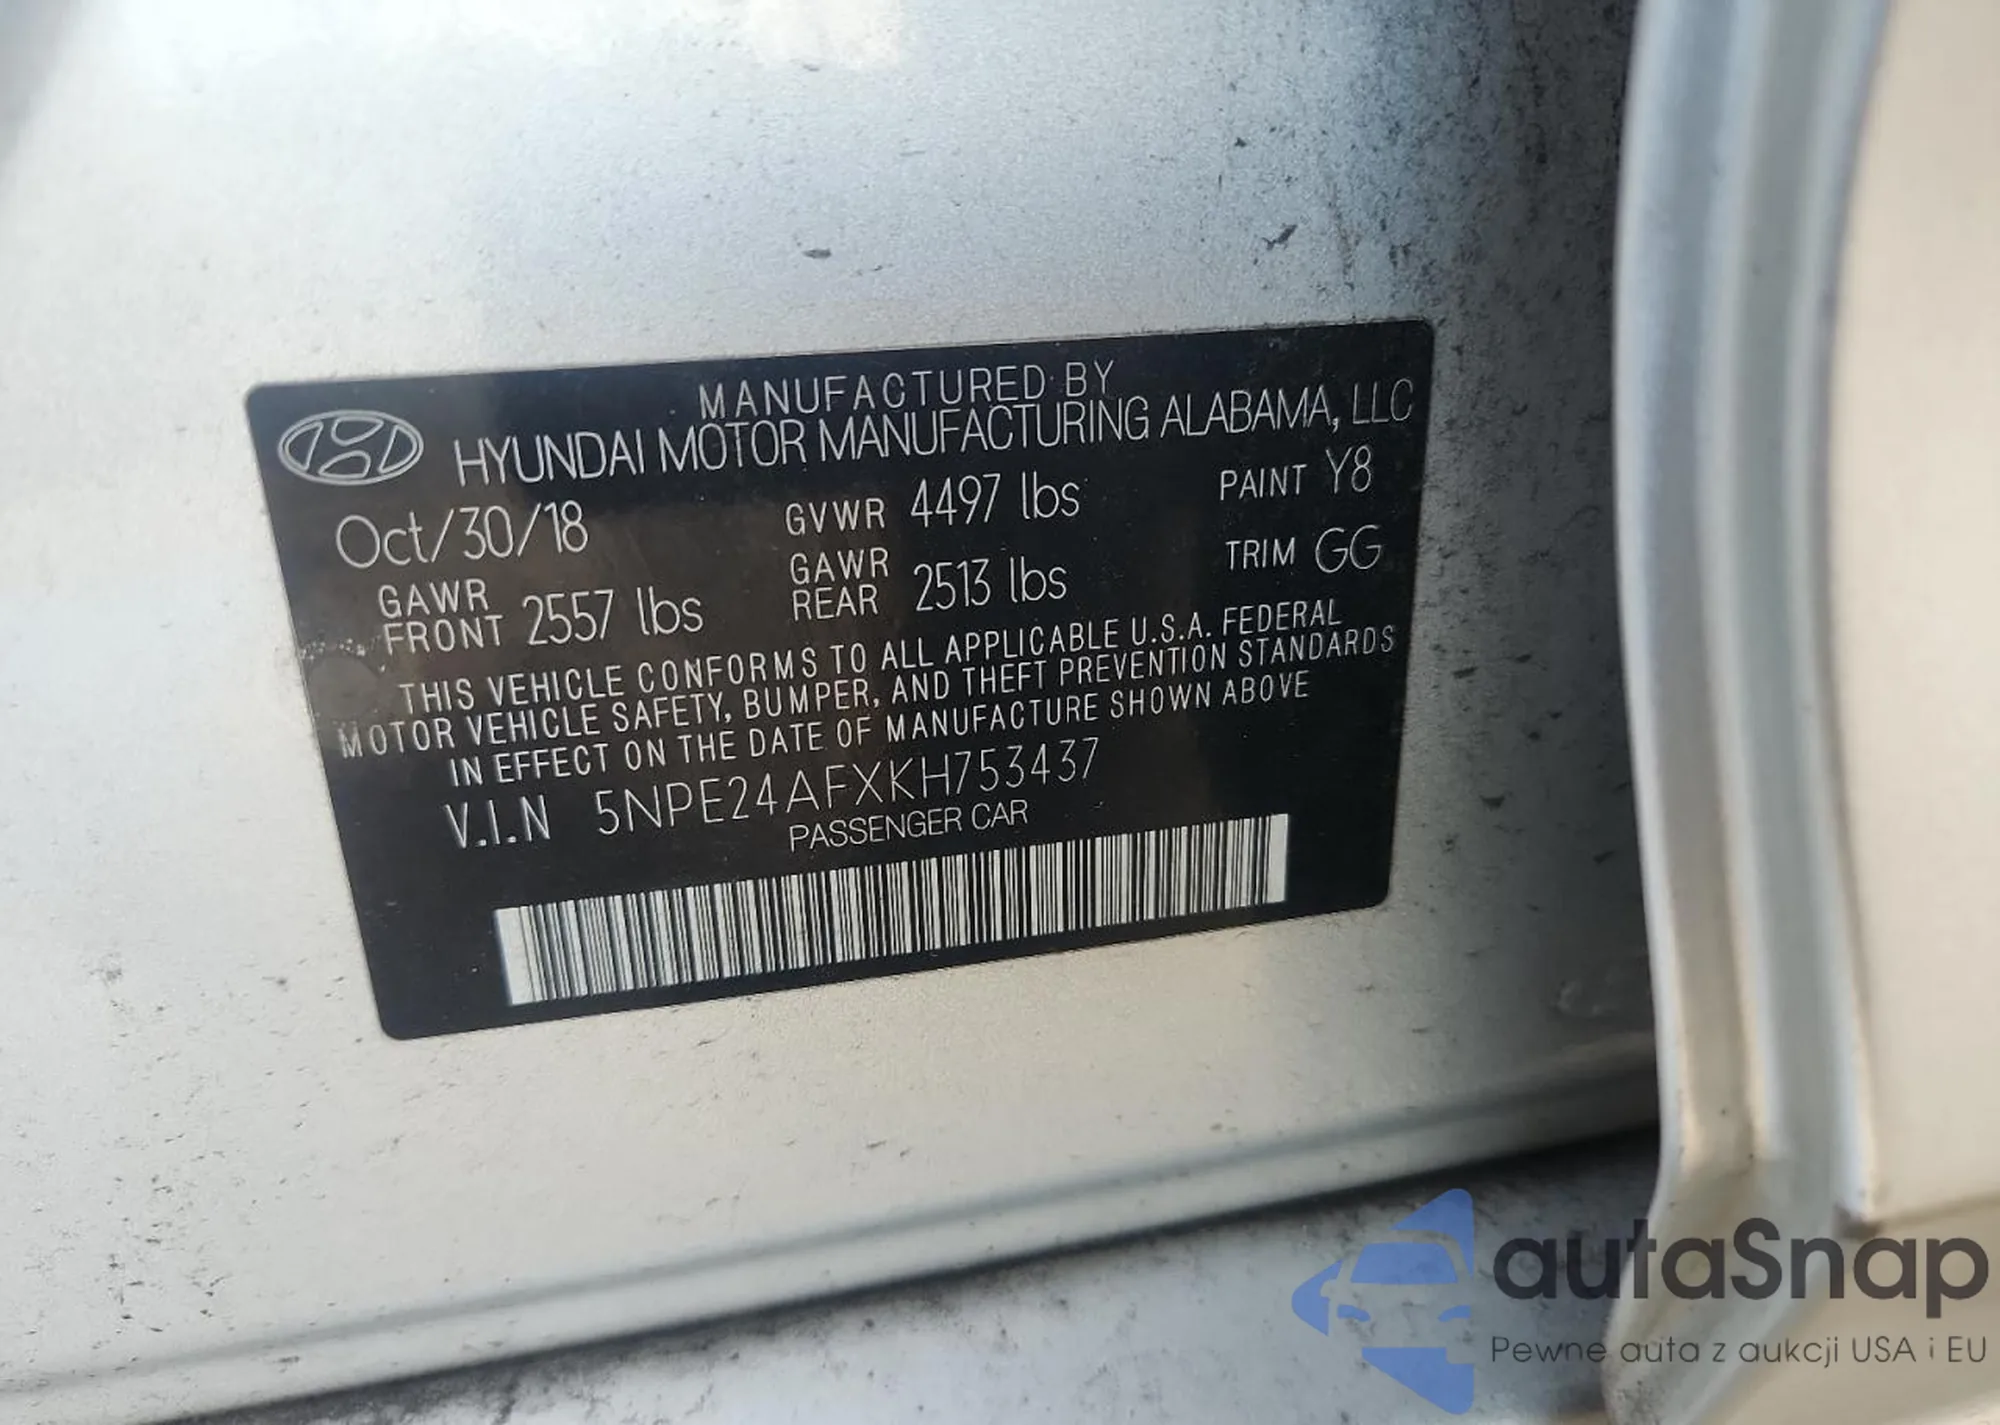 MANUFACTURED BY
HYUNDAI MOTOR MANUFACTURING ALABAMA, LLC
Oct/30/18 GVWR 4497 lbs PAINT Y8
GAWR FRONT 2557 lbs GAWR REAR 2513 lbs TRIM GG
THIS VEHICLE CONFORMS TO ALL APPLICABLE U.S.A. FEDERAL
MOTOR VEHICLE SAFETY, BUMPER, AND THEFT PREVENTION STANDARDS
IN EFFECT ON THE DATE OF MANUFACTURE SHOWN ABOVE
V.I.N 5NPE24AFXKH753437
PASSENGER CAR
autaSnap
Pewne auta z aukcji USA i EU